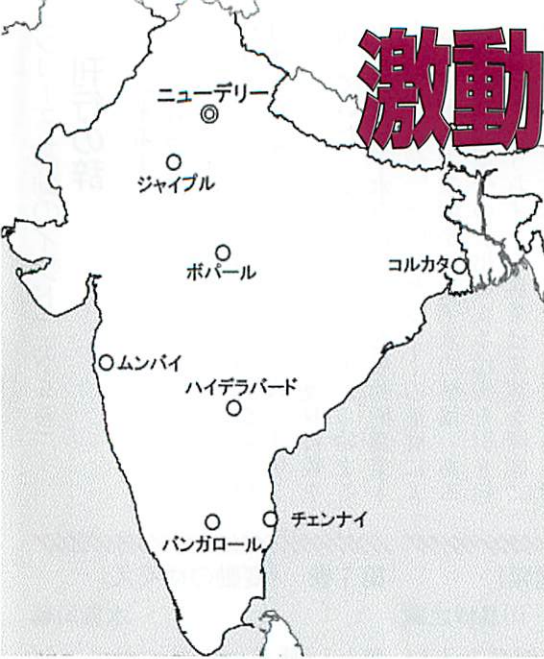 激動
ニューデリー
ジャイプル
ボパール
コルカタ
ムンバイ
ハイデラバード
チェンナイ
バンガロール